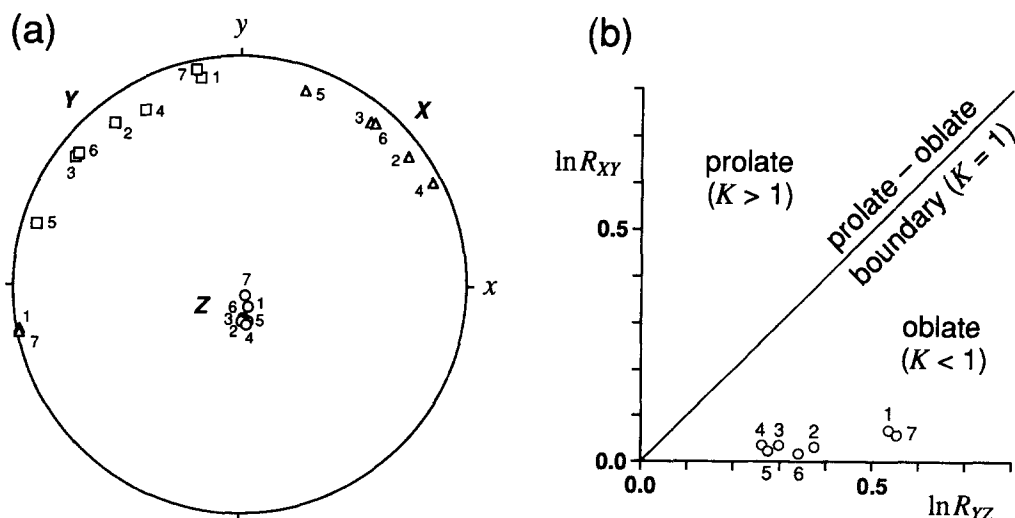 (a)
y
7
1
Y
4
2
6
3
5
5
X
3
6
2
4
x
7
Z
6
1
3
5
2
4
1
7
(b)
ln R_XY
prolate
(K > 1)
prolate – oblate
boundary (K = 1)
0.5
oblate
(K < 1)
1
7
4
3
2
5
6
0.0
0.0
0.5
ln R_YZ